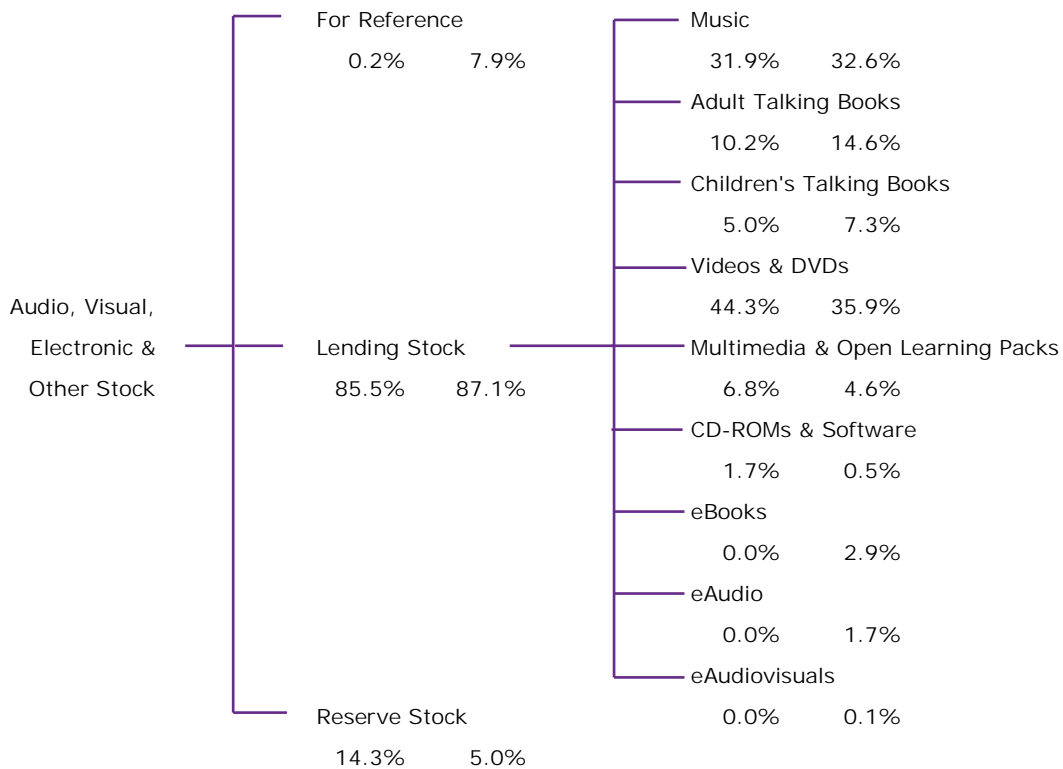 Audio, Visual,
Electronic &
Other Stock
For Reference
0.2% 7.9%
Lending Stock
85.5% 87.1%
Reserve Stock
14.3% 5.0%
Music
31.9% 32.6%
Adult Talking Books
10.2% 14.6%
Children's Talking Books
5.0% 7.3%
Videos & DVDs
44.3% 35.9%
Multimedia & Open Learning Packs
6.8% 4.6%
CD-ROMs & Software
1.7% 0.5%
eBooks
0.0% 2.9%
eAudio
0.0% 1.7%
eAudiovisuals
0.0% 0.1%